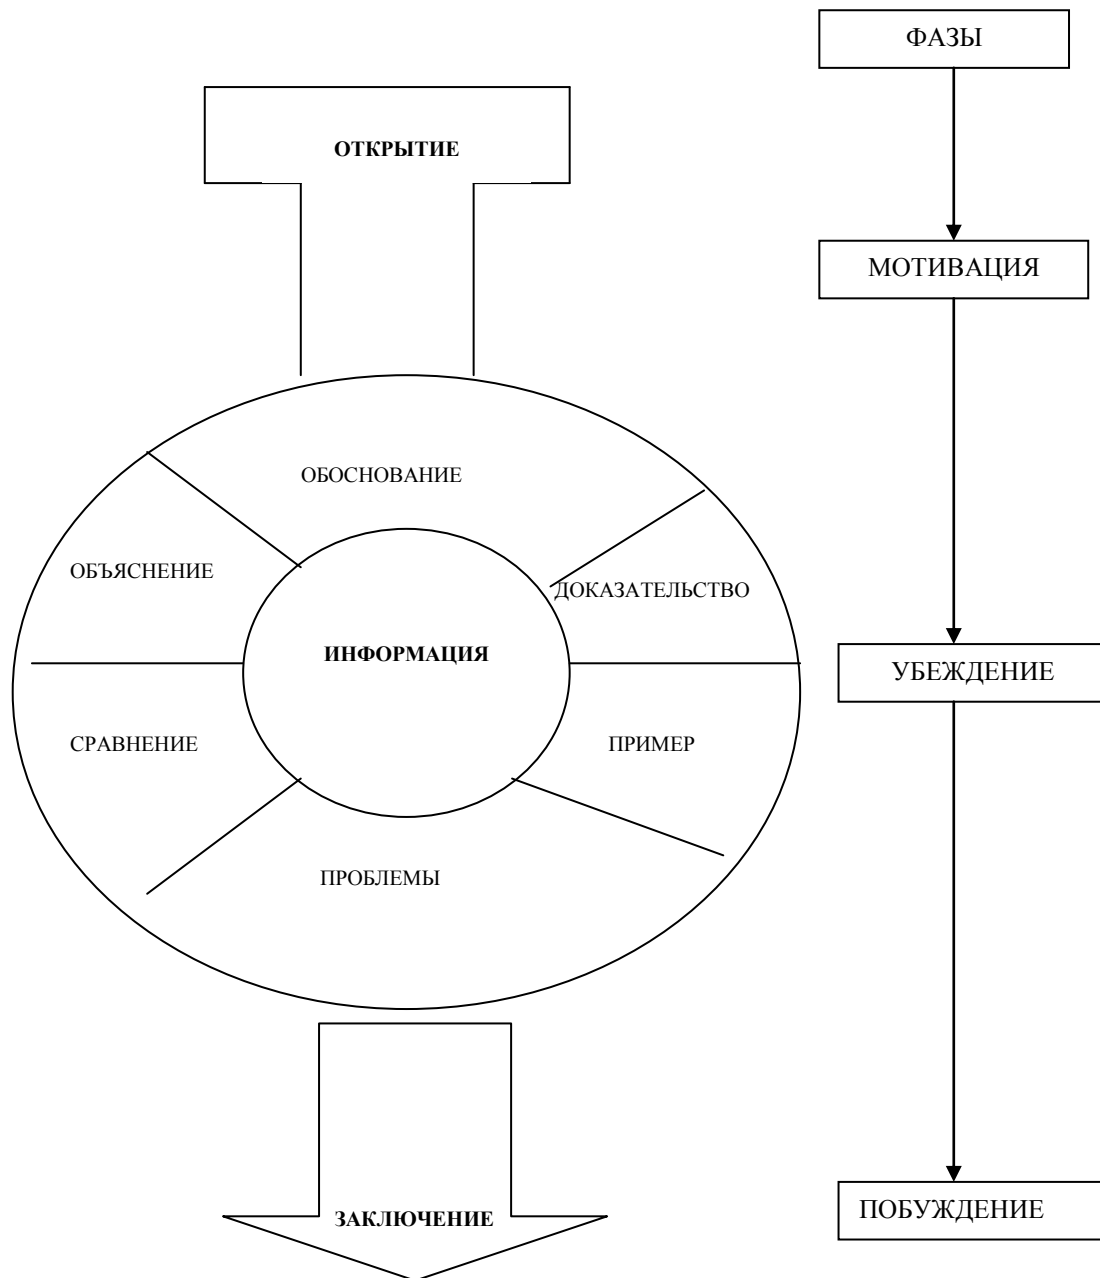 ФАЗЫ
ОТКРЫТИЕ
МОТИВАЦИЯ
ОБОСНОВАНИЕ
ОБЪЯСНЕНИЕ
ДОКАЗАТЕЛЬСТВО
ИНФОРМАЦИЯ
УБЕЖДЕНИЕ
СРАВНЕНИЕ
ПРИМЕР
ПРОБЛЕМЫ
ЗАКЛЮЧЕНИЕ
ПОБУЖДЕНИЕ